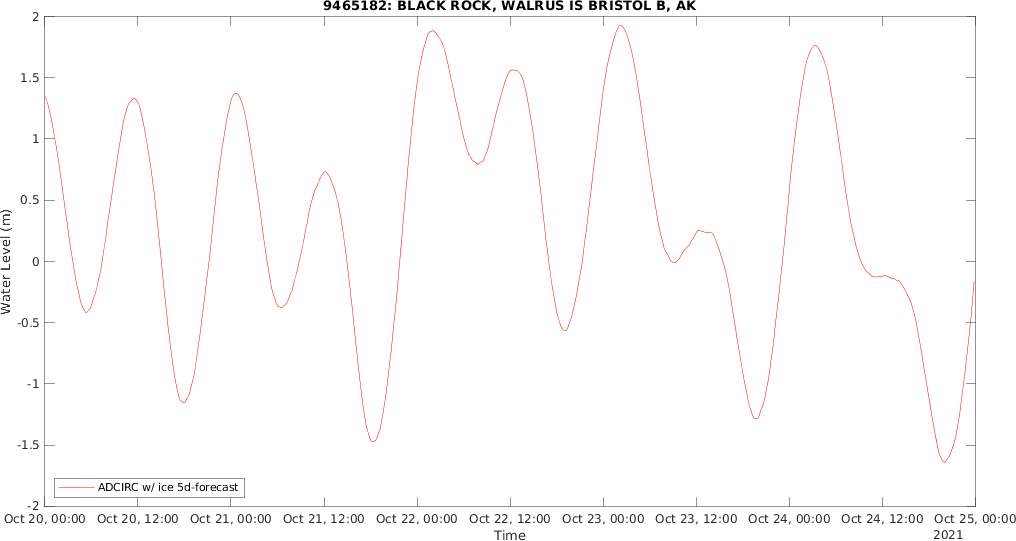 9465182: BLACK ROCK, WALRUS IS BRISTOL B, AK
2
1.5
1
0.5
0
-0.5
-1
-1.5
-2
Water Level (m)
ADCIRC w/ ice 5d-forecast
Oct 20, 00:00 Oct 20, 12:00 Oct 21, 00:00 Oct 21, 12:00 Oct 22, 00:00 Oct 22, 12:00 Oct 23, 00:00 Oct 23, 12:00 Oct 24, 00:00 Oct 24, 12:00 Oct 25, 00:00
Time
2021